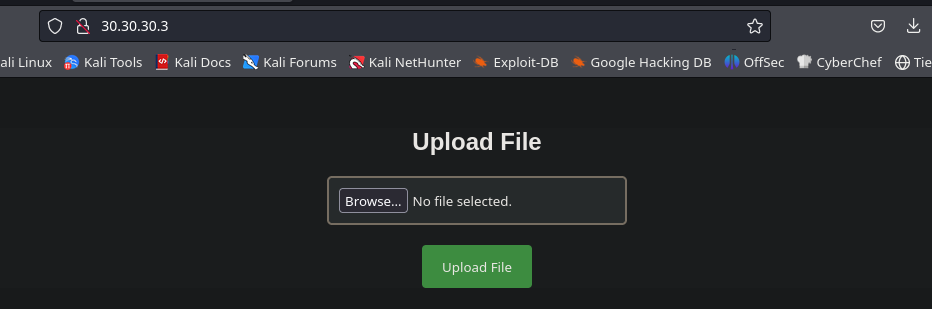 30.30.30.3
ali Linux Kali Tools Kali Docs Kali Forums Kali NetHunter Exploit-DB Google Hacking DB OffSec CyberChef Tie
Upload File
Browse... No file selected.
Upload File